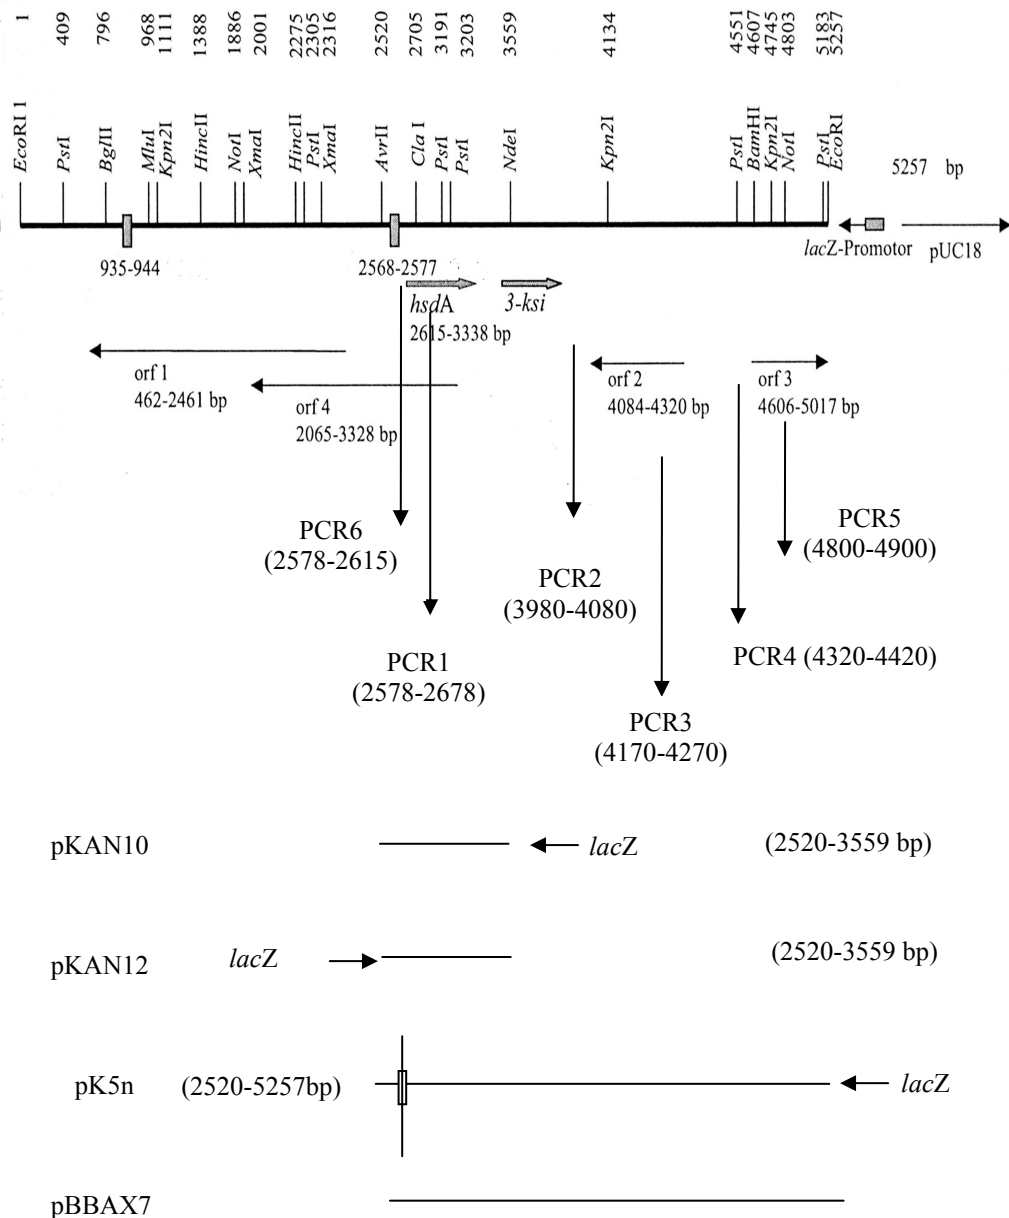 1 409 796 968 1111 1388 1886 2001 2275 2305 2316 2520 2705 3191 3203 3559 4134 4551 4607 4745 4803 5183 5257
EcoRI 1 PstI BglII MluI Kpn2I HincII NotI XmaI HincII PstI XmaI AvrII Cla I PstI PstI NdeI Kpn2I PstI BamHI Kpn2I NotI PstI EcoRI
5257 bp
935-944 2568-2577 lacZ-Promotor pUC18
hsdA 3-ksi
2615-3338 bp
orf 1 orf 2 orf 3
462-2461 bp 4084-4320 bp 4606-5017 bp
orf 4
2065-3328 bp
PCR6
(2578-2615)
PCR5
(4800-4900)
PCR2
(3980-4080)
PCR1
(2578-2678)
PCR4 (4320-4420)
PCR3
(4170-4270)
pKAN10 lacZ (2520-3559 bp)
pKAN12 lacZ (2520-3559 bp)
pK5n (2520-5257bp) lacZ
pBBAX7